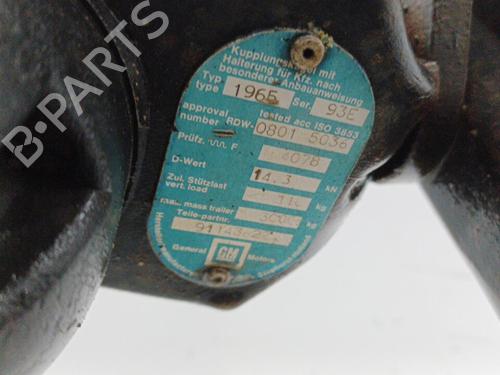 B-PARTS
Kupplungskugel mit
Halterung für Kfz. nach
besonderer Anbauanweisung
Typ
type 1965 Ser. 93E
approval tested acc ISO 3853
number RDW- 0801 5036
Prüfz. F
D-Wert 14.3 kN
Zul. Stützlast
vert. load kg
mass trailer kg
Teile-partnr.
General GM Motors